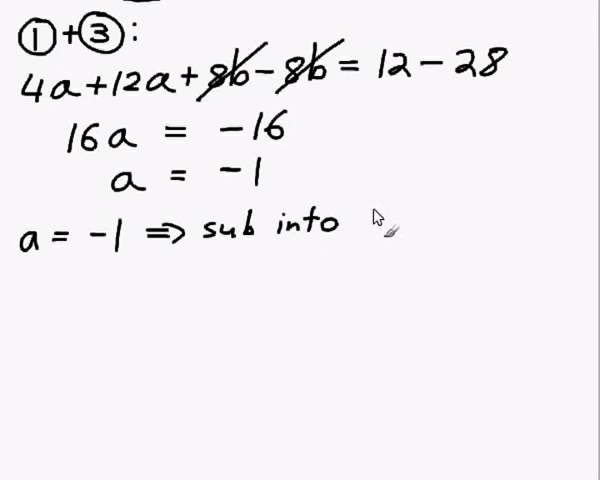 ①+③:
4a+12a+8b-8b=12-28
16a = -16
a = -1
a = -1 ⇒ sub into